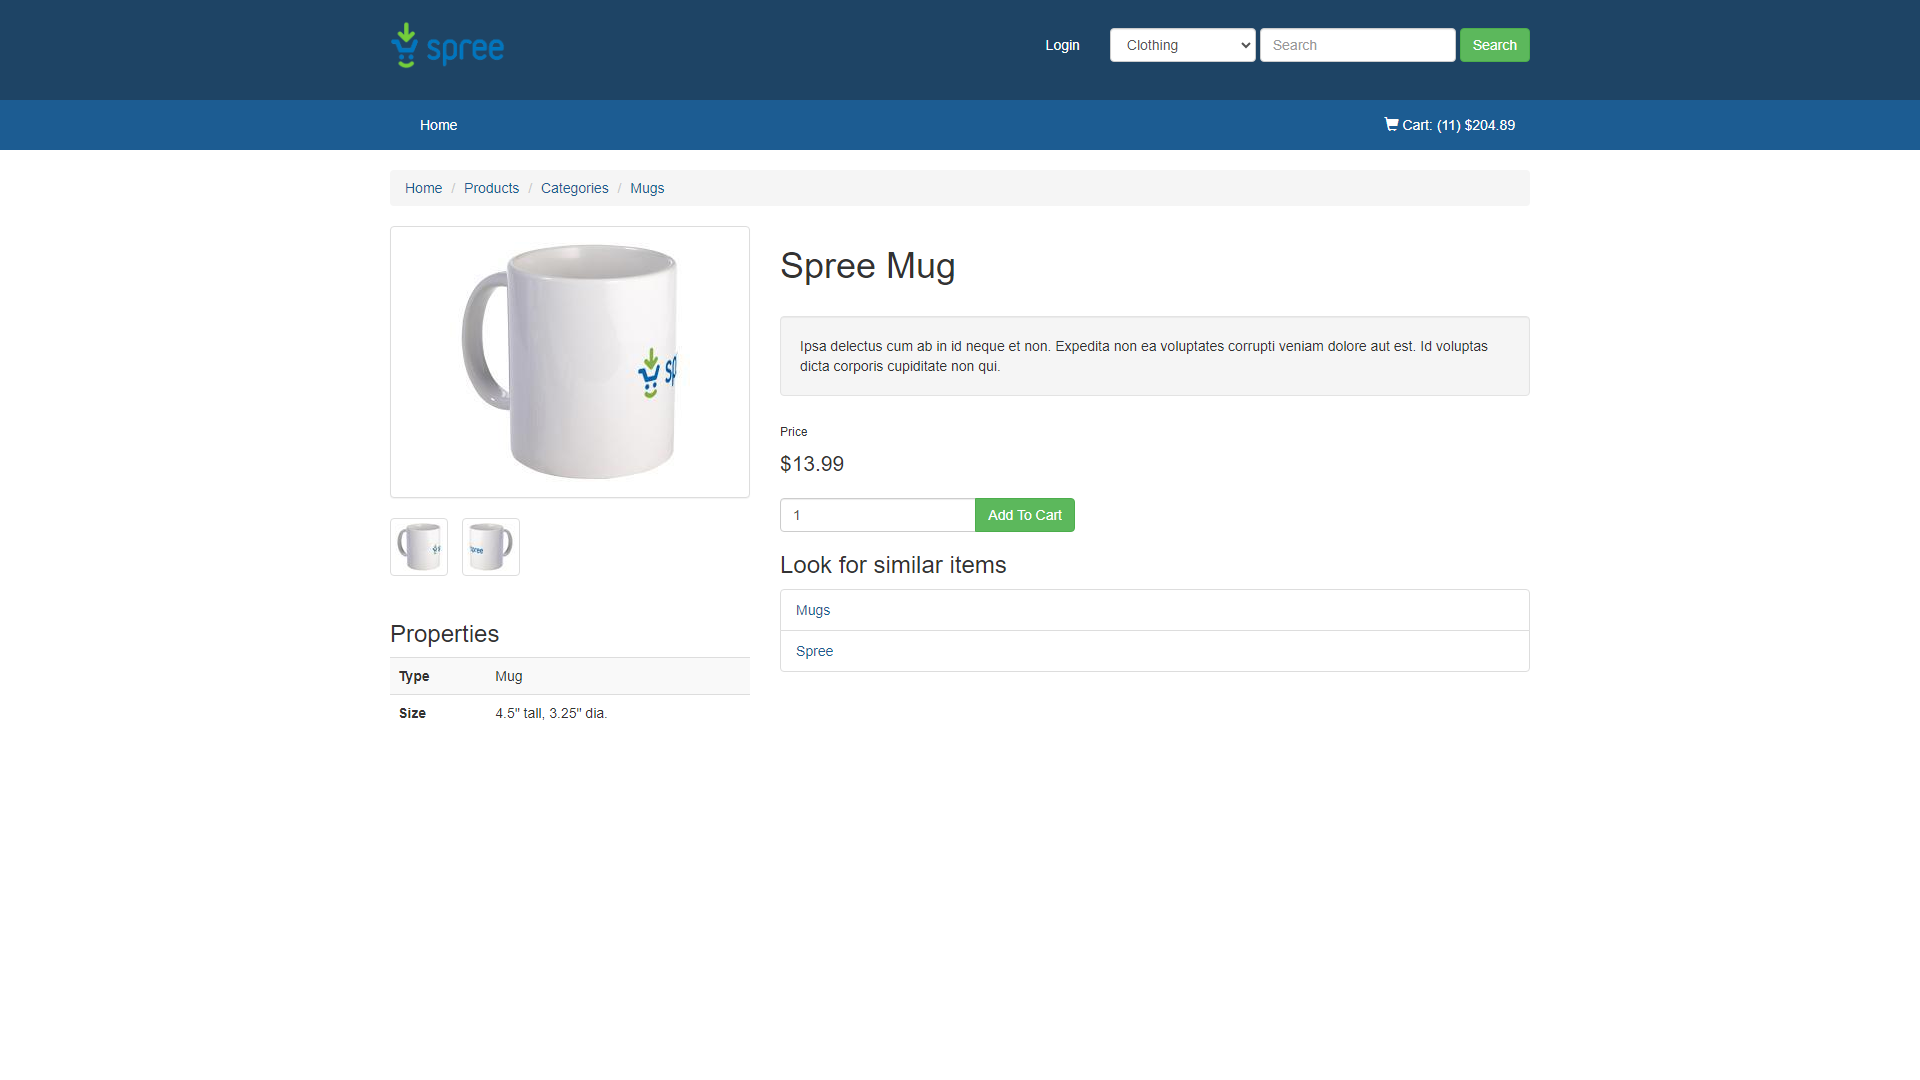 spree
Login
Clothing
Search
Search
Home
Cart: (11) $204.89
Home / Products / Categories / Mugs
Spree Mug
Ipsa delectus cum ab in id neque et non. Expedita non ea voluptates corrupti veniam dolore aut est. Id voluptas
dicta corporis cupiditate non qui.
Price
$13.99
1
Add To Cart
Look for similar items
Mugs
Spree
sp
spree
Properties
Type Mug
Size 4.5" tall, 3.25" dia.